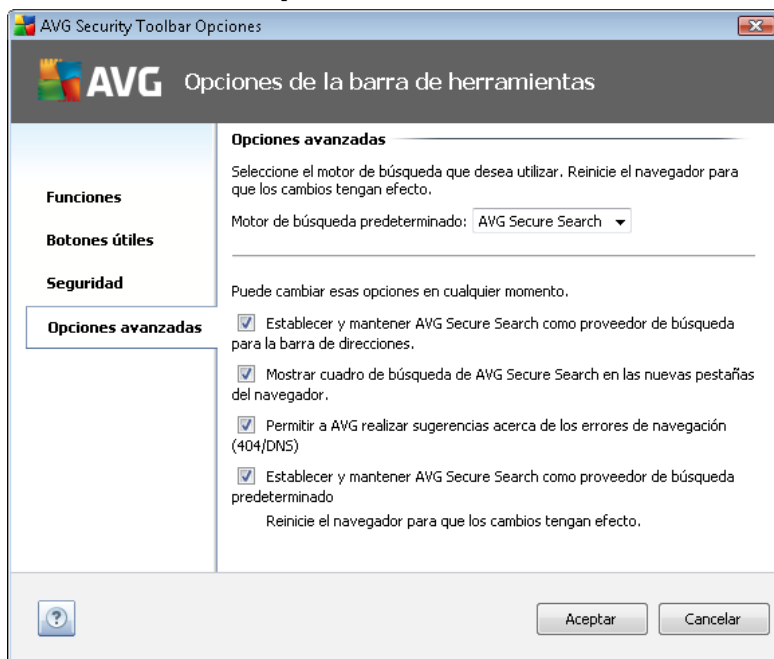 AVG Security Toolbar Opciones
AVG Opciones de la barra de herramientas
Funciones
Botones útiles
Seguridad
Opciones avanzadas
Opciones avanzadas
Seleccione el motor de búsqueda que desea utilizar. Reinicie el navegador para
que los cambios tengan efecto.
Motor de búsqueda predeterminado: AVG Secure Search
Puede cambiar esas opciones en cualquier momento.
Establecer y mantener AVG Secure Search como proveedor de búsqueda
para la barra de direcciones.
Mostrar cuadro de búsqueda de AVG Secure Search en las nuevas pestañas
del navegador.
Permitir a AVG realizar sugerencias acerca de los errores de navegación
(404/DNS)
Establecer y mantener AVG Secure Search como proveedor de búsqueda
predeterminado
Reinicie el navegador para que los cambios tengan efecto.
?
Aceptar
Cancelar